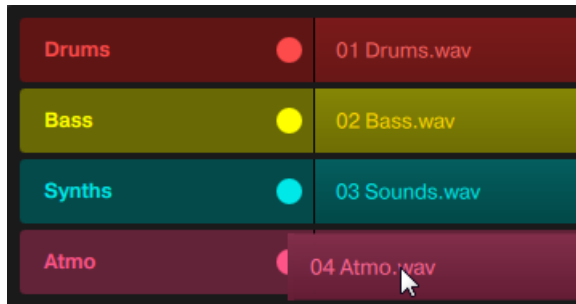 Drums 01 Drums.wav
Bass 02 Bass.wav
Synths 03 Sounds.wav
Atmo 04 Atmo.wav